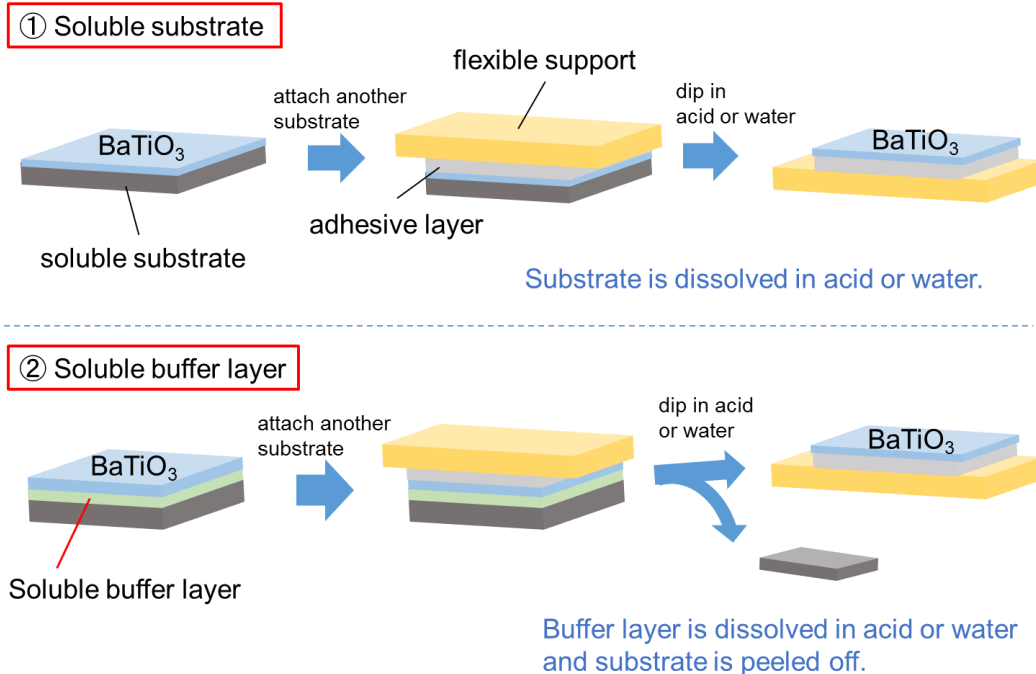 ① Soluble substrate
flexible support
attach another
substrate
dip in
acid or water
BaTiO₃
BaTiO₃
adhesive layer
soluble substrate
Substrate is dissolved in acid or water.
② Soluble buffer layer
attach another
substrate
dip in acid
or water
BaTiO₃
BaTiO₃
Soluble buffer layer
Buffer layer is dissolved in acid or water
and substrate is peeled off.